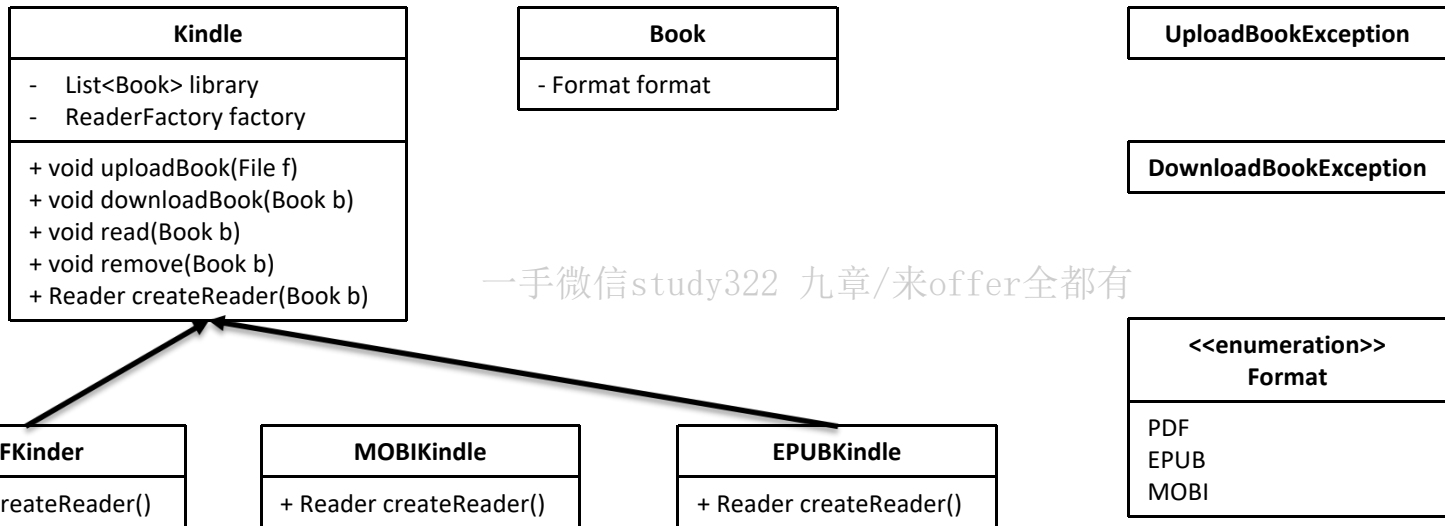 Kindle
- List<Book> library
- ReaderFactory factory
+ void uploadBook(File f)
+ void downloadBook(Book b)
+ void read(Book b)
+ void remove(Book b)
+ Reader createReader(Book b)
Book
- Format format
UploadBookException
DownloadBookException
一手微信study322 九章/来offer全都有
<<enumeration>>
Format
PDF
EPUB
MOBI
FKinder
reateReader()
MOBIKindle
+ Reader createReader()
EPUBKindle
+ Reader createReader()